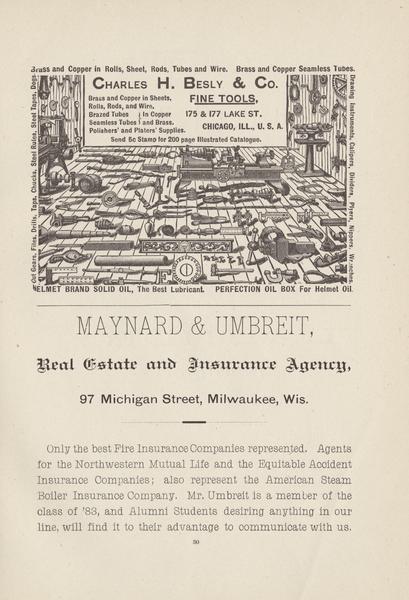 Brass and Copper in Rolls, Sheet, Rods, Tubes and Wire. Brass and Copper Seamless Tubes.
CHARLES H. BESLY & CO.
Brass and Copper in Sheets,
Rolls, Rods, and Wire,
Brazed Tubes } in Copper
Seamless Tubes } and Brass.
Polishers' and Platers' Supplies.
FINE TOOLS,
175 & 177 LAKE ST.
CHICAGO, ILL., U. S. A.
Send 6c Stamp for 200 page Illustrated Catalogue.
Cut Gears, Files, Drills, Taps, Chucks, Steel Rules, Steel Tapes, Dogs.
Drawing Instruments, Calipers, Dividers, Pliers, Nippers, Wrenches.
HELMET BRAND SOLID OIL, The Best Lubricant. PERFECTION OIL BOX For Helmet Oil.
MAYNARD & UMBREIT,
Real Estate and Insurance Agency,
97 Michigan Street, Milwaukee, Wis.
Only the best Fire Insurance Companies represented. Agents
for the Northwestern Mutual Life and the Equitable Accident
Insurance Companies; also represent the American Steam
Boiler Insurance Company. Mr. Umbreit is a member of the
class of '83, and Alumni Students desiring anything in our
line, will find it to their advantage to communicate with us.